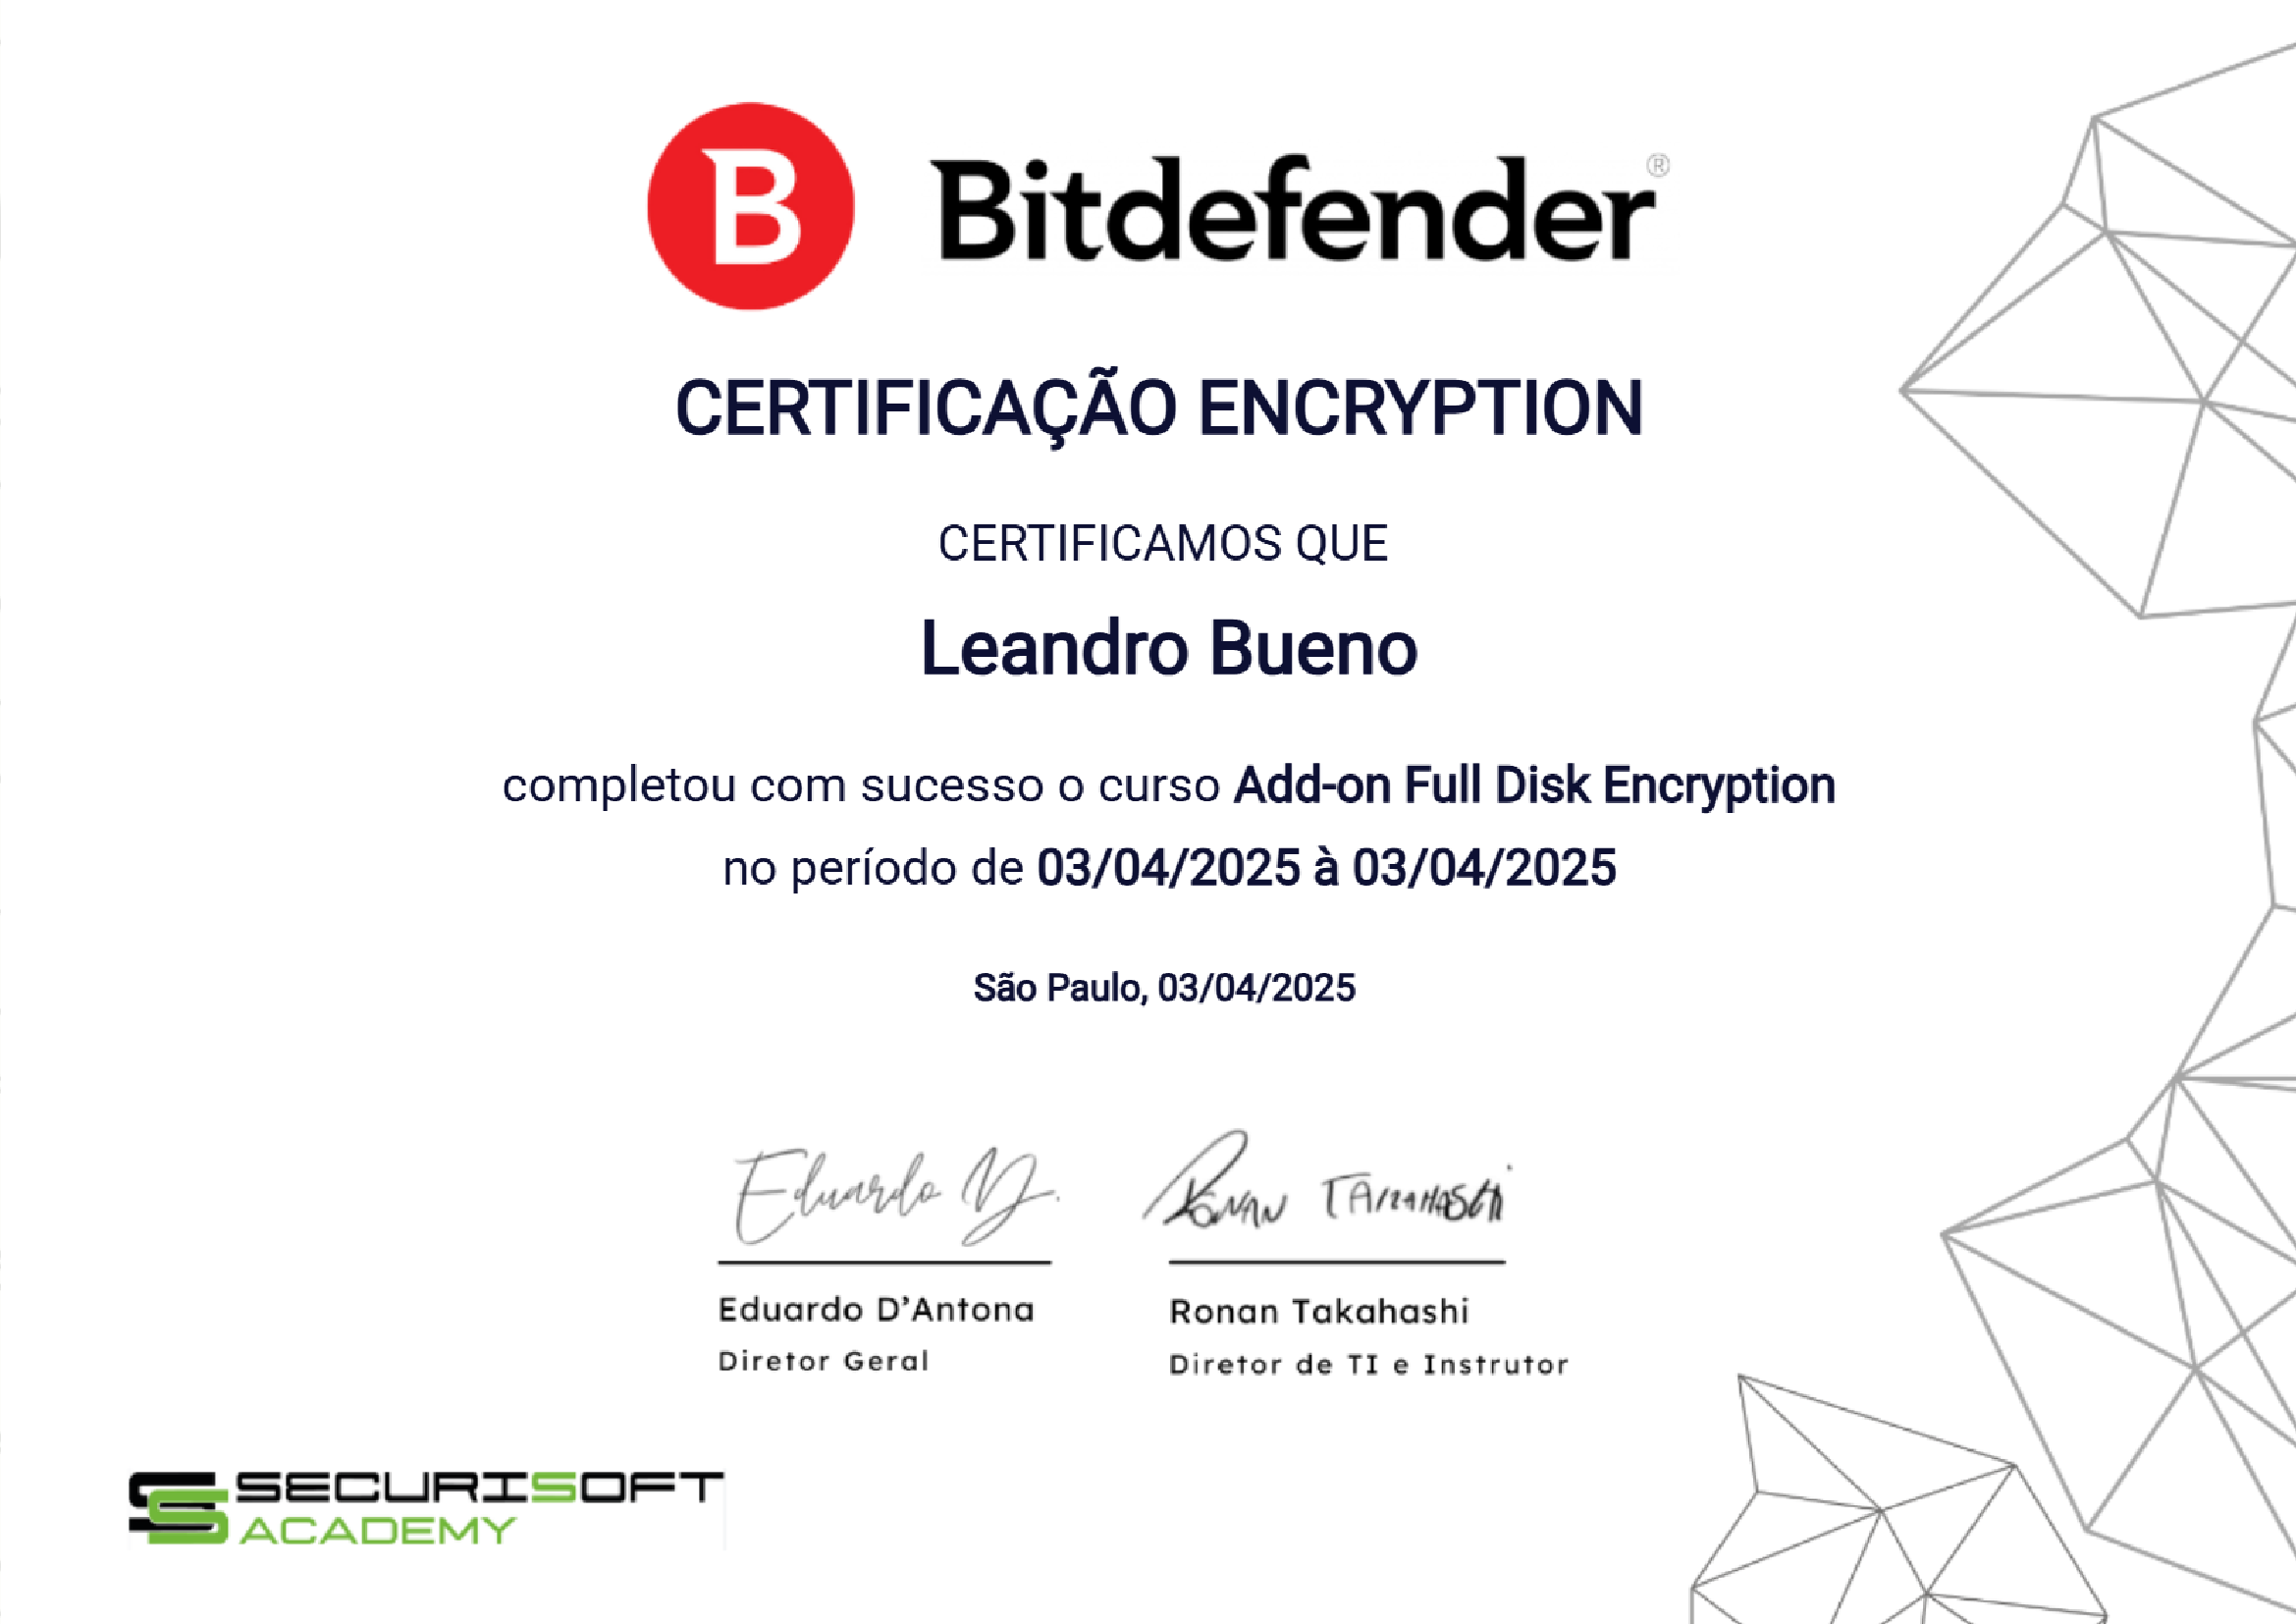 B Bitdefender®
CERTIFICAÇÃO ENCRYPTION
CERTIFICAMOS QUE
Leandro Bueno
completou com sucesso o curso Add-on Full Disk Encryption
no período de 03/04/2025 à 03/04/2025
São Paulo, 03/04/2025
Eduardo D. Ronan Takahashi
Eduardo D’Antona Ronan Takahashi
Diretor Geral Diretor de TI e Instrutor
SECURISOFT
ACADEMY